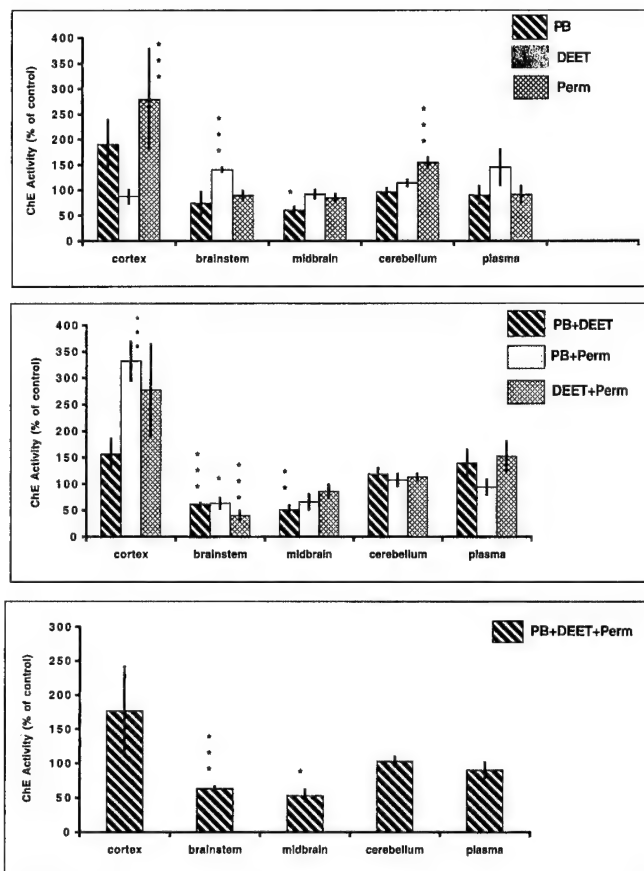 PB
DEET
Perm
ChE Activity (% of control)
400
350
300
250
200
150
100
50
0
* * *
* * *
*
* * *
cortex brainstem midbrain cerebellum plasma
PB+DEET
PB+Perm
DEET+Perm
ChE Activity (% of control)
400
350
300
250
200
150
100
50
0
* * *
* * *
*
* * *
* *
cortex brainstem midbrain cerebellum plasma
PB+DEET+Perm
ChE Activity (% of control)
300
250
200
150
100
50
0
* * *
*
cortex brainstem midbrain cerebellum plasma